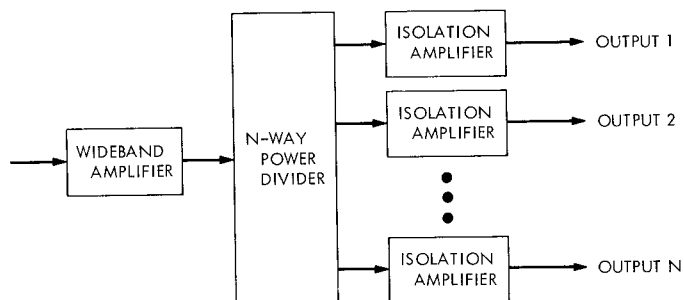 ISOLATION
AMPLIFIER
OUTPUT 1
ISOLATION
AMPLIFIER
OUTPUT 2
WIDEBAND
AMPLIFIER
N-WAY
POWER
DIVIDER
ISOLATION
AMPLIFIER
OUTPUT N